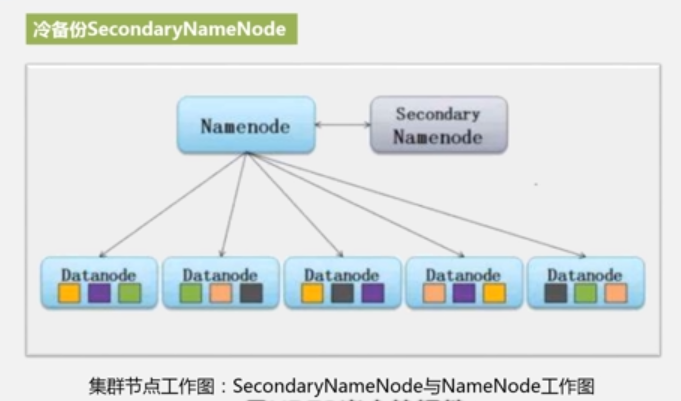 冷备份SecondaryNameNode
Namenode
Secondary
Namenode
Datanode
Datanode
Datanode
Datanode
Datanode
集群节点工作图：SecondaryNameNode与NameNode工作图